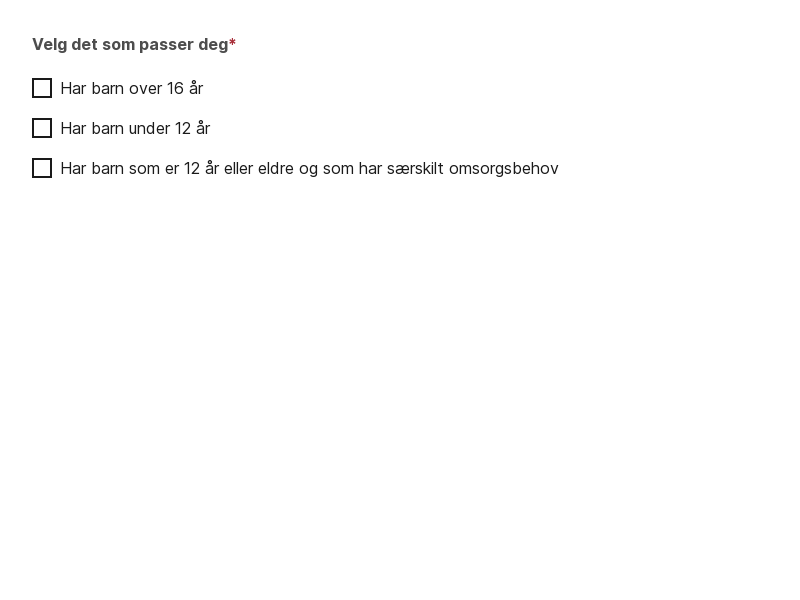 Velg det som passer deg*
Har barn over 16 år
Har barn under 12 år
Har barn som er 12 år eller eldre og som har særskilt omsorgsbehov